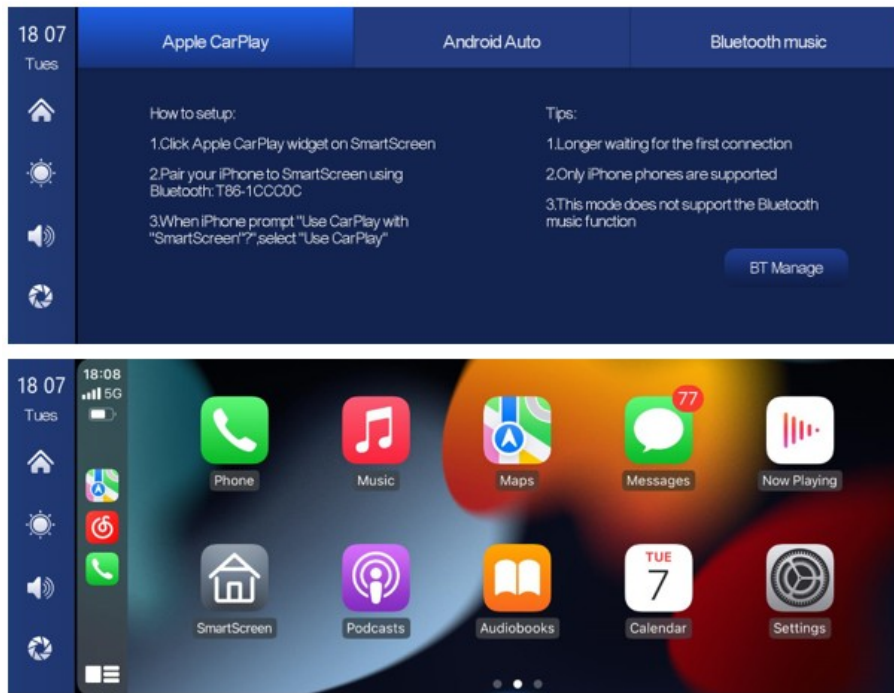 18 07
Tues
Apple CarPlay
Android Auto
Bluetooth music
How to setup:
1.Click Apple CarPlay widget on SmartScreen
2.Pair your iPhone to SmartScreen using
Bluetooth: T86-1CCC0C
3.When iPhone prompt "Use CarPlay with
"SmartScreen"?",select "Use CarPlay"
Tips:
1.Longer waiting for the first connection
2.Only iPhone phones are supported
3.This mode does not support the Bluetooth
music function
BT Manage
18 07
Tues
18:08
5G
77
Phone
Music
Maps
Messages
Now Playing
TUE
7
SmartScreen
Podcasts
Audiobooks
Calendar
Settings